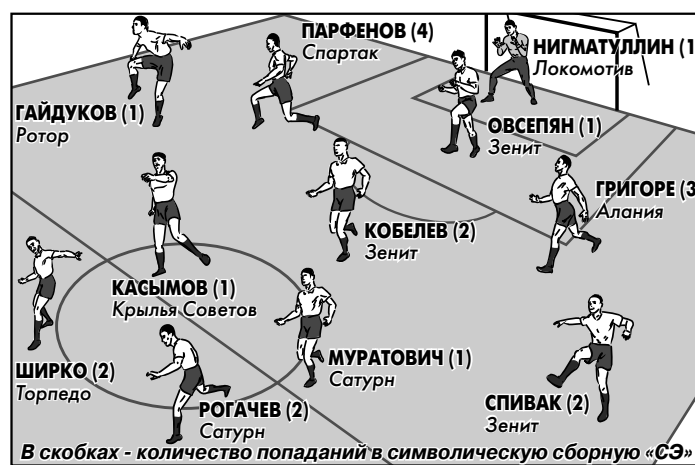 ПАРФЕНОВ (4)
Спартак
НИГМАТУЛЛИН (1
Локомотив
ГАЙДУКОВ (1)
Ротор
ОВСЕПЯН (1)
Зенит
ГРИГОРЕ (3
Алания
КОБЕЛЕВ (2)
Зенит
КАСЫМОВ (1)
Крылья Советов
МУРАТОВИЧ (1)
Сатурн
ШИРКО (2)
Торпедо
РОГАЧЕВ (2)
Сатурн
СПИВАК (2)
Зенит
В скобках - количество попаданий в символическую сборную «СЭ»